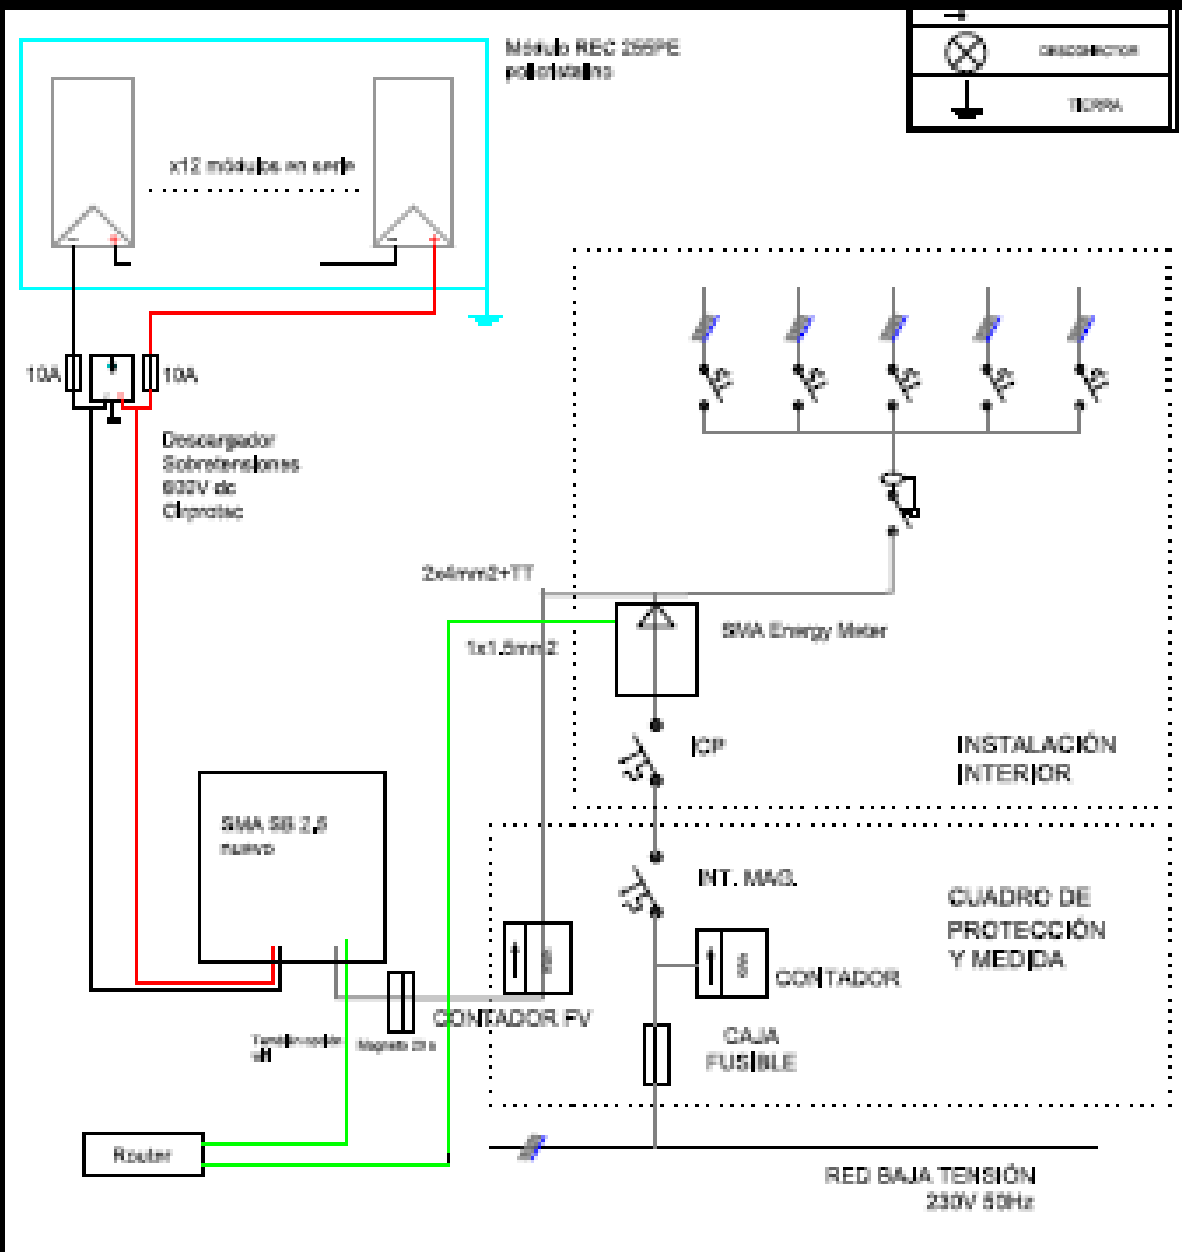 Módulo REC 255PE
policristalino
DESCONECTOR
TIERRA
x12 módulos en serie
10A
10A
Descargador
Sobretensiones
600V dc
Cirprotec
2x4mm2+TT
1x1.5mm2
SMA Energy Meter
ICP
INSTALACIÓN
INTERIOR
SMA SB 2,5
nuevo
INT. MAG.
CUADRO DE
PROTECCIÓN
Y MEDIDA
CONTADOR
CONTADOR FV
CAJA
FUSIBLE
Router
RED BAJA TENSIÓN
230V 50Hz